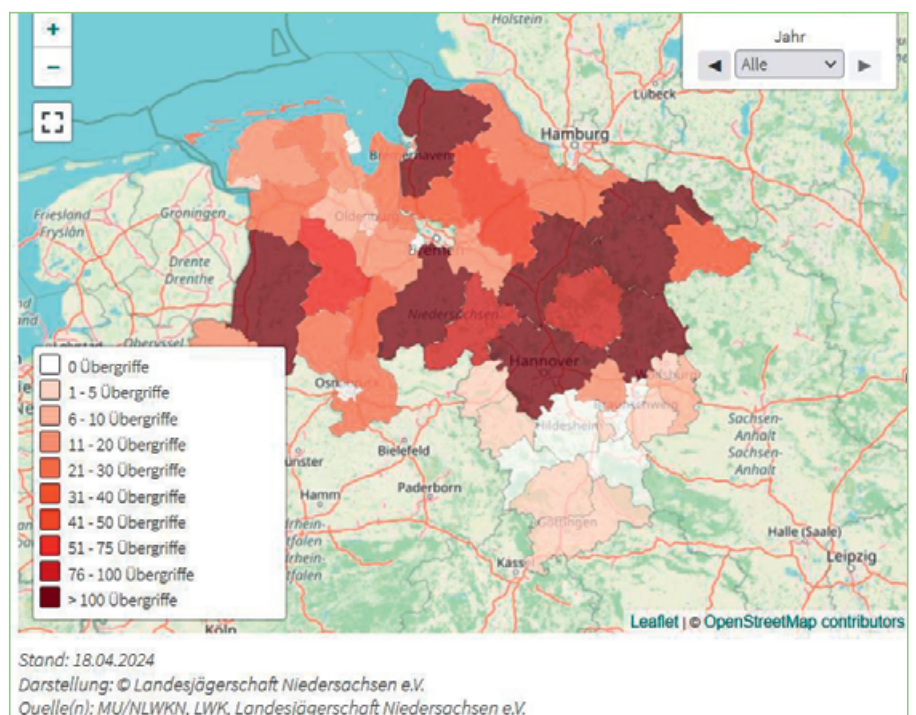 Holstein
+
Jahr
−
◀ Alle ▶
Lübeck
Hamburg
Bremerhaven
Friesland
Fryslân
Groningen
Oldenburg
Bremen
Drente
Drenthe
Niedersachsen
Hannover
0 Übergriffe
1 - 5 Übergriffe
6 - 10 Übergriffe
11 - 20 Übergriffe
21 - 30 Übergriffe
31 - 40 Übergriffe
41 - 50 Übergriffe
51 - 75 Übergriffe
76 - 100 Übergriffe
> 100 Übergriffe
Wolfsburg
Braunschweig
Hildesheim
Sachsen-
Anhalt
Sachsen-
Anhalt
Bielefeld
Paderborn
Hamm
Göttingen
Halle (Saale)
Leipzig
Kass
Köln
Leaflet | © OpenStreetMap contributors
Stand: 18.04.2024
Darstellung: © Landesjägerschaft Niedersachsen e.V.
Quelle(n): MU/NLWKN, LWK, Landesjägerschaft Niedersachsen e.V.